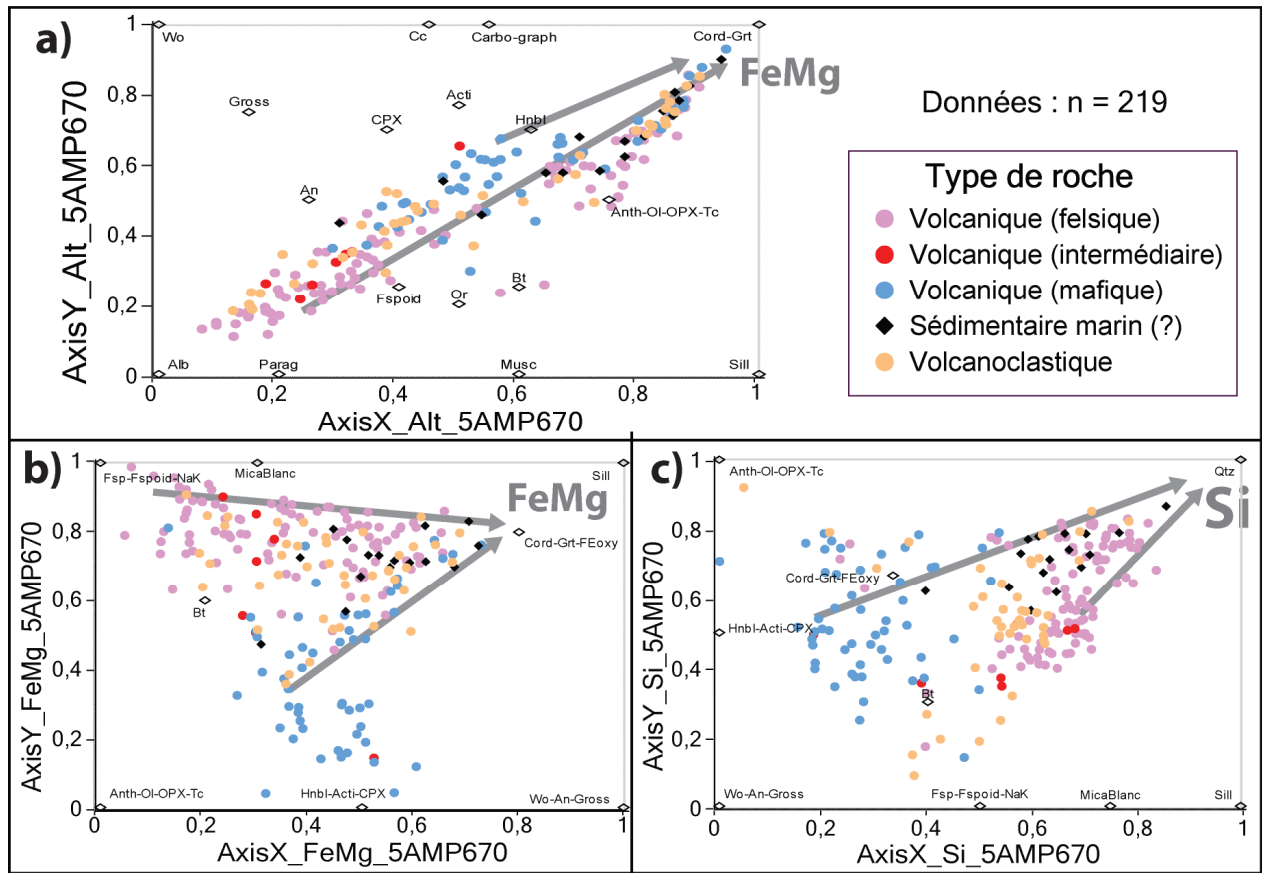 a)
1
0,8
0,6
0,4
0,2
0
AxisY_Alt_5AMP670
Wo
Cc
Carbo-graph
Cord-Grt
FeMg
Gross
CPX
Acti
Hnbl
An
Anth-Ol-OPX-Tc
Fspoid
Or
Bt
Alb
Parag
Musc
Sill
0 0,2 0,4 0,6 0,8 1
AxisX_Alt_5AMP670
Données : n = 219
Type de roche
Volcanique (felsique)
Volcanique (intermédiaire)
Volcanique (mafique)
Sédimentaire marin (?)
Volcanoclastique
b)
1
0,8
0,6
0,4
0,2
0
AxisY_FeMg_5AMP670
Fsp-Fspoid-NaK
MicaBlanc
Sill
FeMg
Cord-Grt-FEoxy
Bt
Anth-Ol-OPX-Tc
Hnbl-Acti-CPX
Wo-An-Gross
0 0,2 0,4 0,6 0,8 1
AxisX_FeMg_5AMP670
c)
1
0,8
0,6
0,4
0,2
0
AxisY_Si_5AMP670
Anth-Ol-OPX-Tc
Qtz
Si
Cord-Grt-FEoxy
Hnbl-Acti-CPX
Bt
Wo-An-Gross
Fsp-Fspoid-NaK
MicaBlanc
Sill
0 0,2 0,4 0,6 0,8 1
AxisX_Si_5AMP670